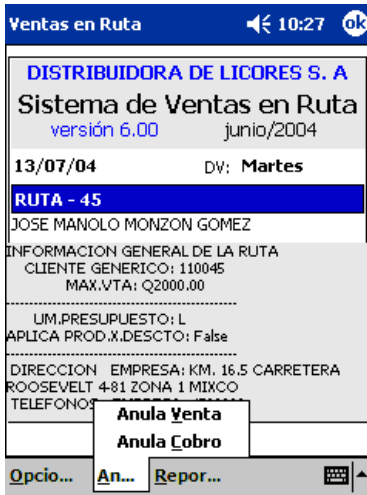 Ventas en Ruta 10:27 ok
DISTRIBUIDORA DE LICORES S. A
Sistema de Ventas en Ruta
versión 6.00 junio/2004
13/07/04 DV: Martes
RUTA - 45
JOSE MANOLO MONZON GOMEZ
INFORMACION GENERAL DE LA RUTA
CLIENTE GENERICO: 110045
MAX.VTA: Q2000.00
UM.PRESUPUESTO: L
APLICA PROD.X.DESCTO: False
DIRECCION EMPRESA: KM. 16.5 CARRETERA
ROOSEVELT 4-81 ZONA 1 MIXCO
TELEFONOS
Anula Venta
Anula Cobro
Opcio... An... Repor...